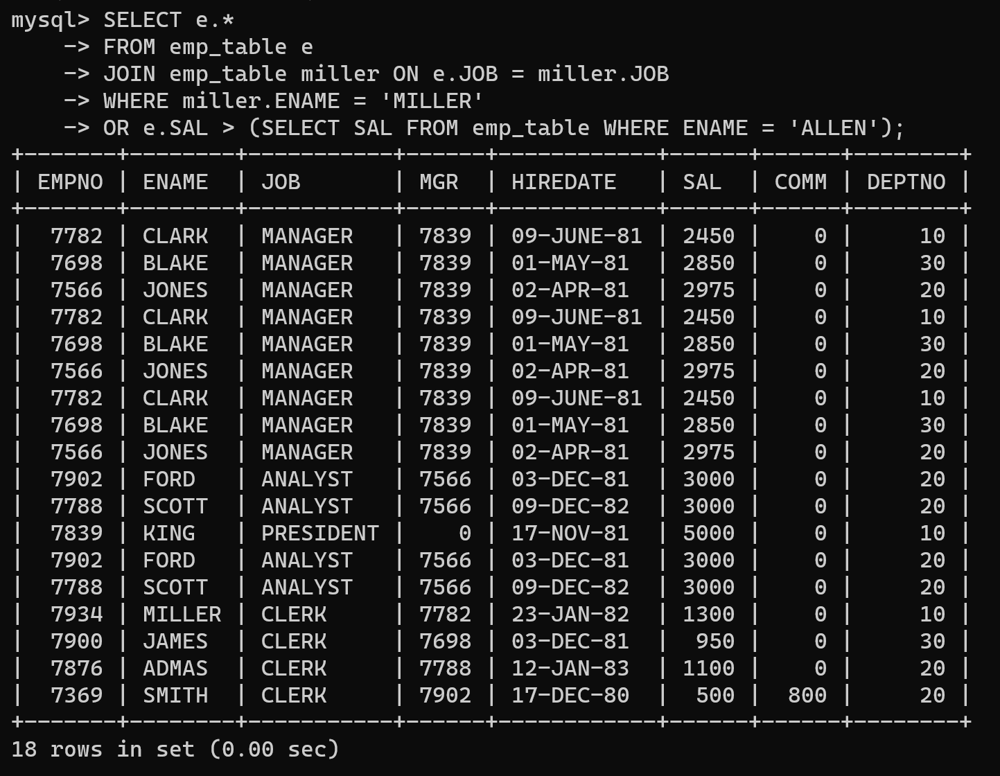 mysql> SELECT e.*
    -> FROM emp_table e
    -> JOIN emp_table miller ON e.JOB = miller.JOB
    -> WHERE miller.ENAME = 'MILLER'
    -> OR e.SAL > (SELECT SAL FROM emp_table WHERE ENAME = 'ALLEN');
+-------+--------+-----------+------+------------+------+------+--------+
| EMPNO | ENAME  | JOB       | MGR  | HIREDATE   | SAL  | COMM | DEPTNO |
+-------+--------+-----------+------+------------+------+------+--------+
|  7782 | CLARK  | MANAGER   | 7839 | 09-JUNE-81 | 2450 |    0 |     10 |
|  7698 | BLAKE  | MANAGER   | 7839 | 01-MAY-81  | 2850 |    0 |     30 |
|  7566 | JONES  | MANAGER   | 7839 | 02-APR-81  | 2975 |    0 |     20 |
|  7782 | CLARK  | MANAGER   | 7839 | 09-JUNE-81 | 2450 |    0 |     10 |
|  7698 | BLAKE  | MANAGER   | 7839 | 01-MAY-81  | 2850 |    0 |     30 |
|  7566 | JONES  | MANAGER   | 7839 | 02-APR-81  | 2975 |    0 |     20 |
|  7782 | CLARK  | MANAGER   | 7839 | 09-JUNE-81 | 2450 |    0 |     10 |
|  7698 | BLAKE  | MANAGER   | 7839 | 01-MAY-81  | 2850 |    0 |     30 |
|  7566 | JONES  | MANAGER   | 7839 | 02-APR-81  | 2975 |    0 |     20 |
|  7902 | FORD   | ANALYST   | 7566 | 03-DEC-81  | 3000 |    0 |     20 |
|  7788 | SCOTT  | ANALYST   | 7566 | 09-DEC-82  | 3000 |    0 |     20 |
|  7839 | KING   | PRESIDENT |    0 | 17-NOV-81  | 5000 |    0 |     10 |
|  7902 | FORD   | ANALYST   | 7566 | 03-DEC-81  | 3000 |    0 |     20 |
|  7788 | SCOTT  | ANALYST   | 7566 | 09-DEC-82  | 3000 |    0 |     20 |
|  7934 | MILLER | CLERK     | 7782 | 23-JAN-82  | 1300 |    0 |     10 |
|  7900 | JAMES  | CLERK     | 7698 | 03-DEC-81  |  950 |    0 |     30 |
|  7876 | ADMAS  | CLERK     | 7788 | 12-JAN-83  | 1100 |    0 |     20 |
|  7369 | SMITH  | CLERK     | 7902 | 17-DEC-80  |  500 |  800 |     20 |
+-------+--------+-----------+------+------------+------+------+--------+
18 rows in set (0.00 sec)